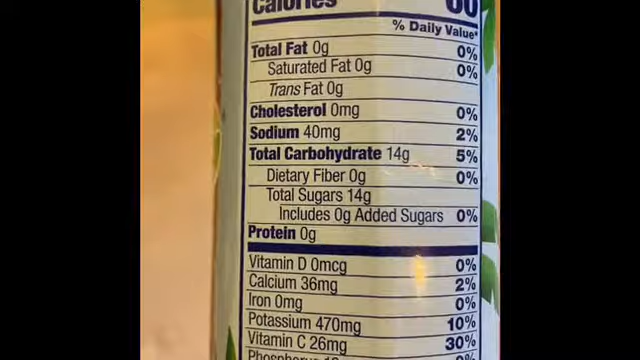 Calories 60
% Daily Value*
Total Fat 0g 0%
Saturated Fat 0g 0%
Trans Fat 0g
Cholesterol 0mg 0%
Sodium 40mg 2%
Total Carbohydrate 14g 5%
Dietary Fiber 0g 0%
Total Sugars 14g
Includes 0g Added Sugars 0%
Protein 0g
Vitamin D 0mcg 0%
Calcium 36mg 2%
Iron 0mg 0%
Potassium 470mg 10%
Vitamin C 26mg 30%
Phosphorus